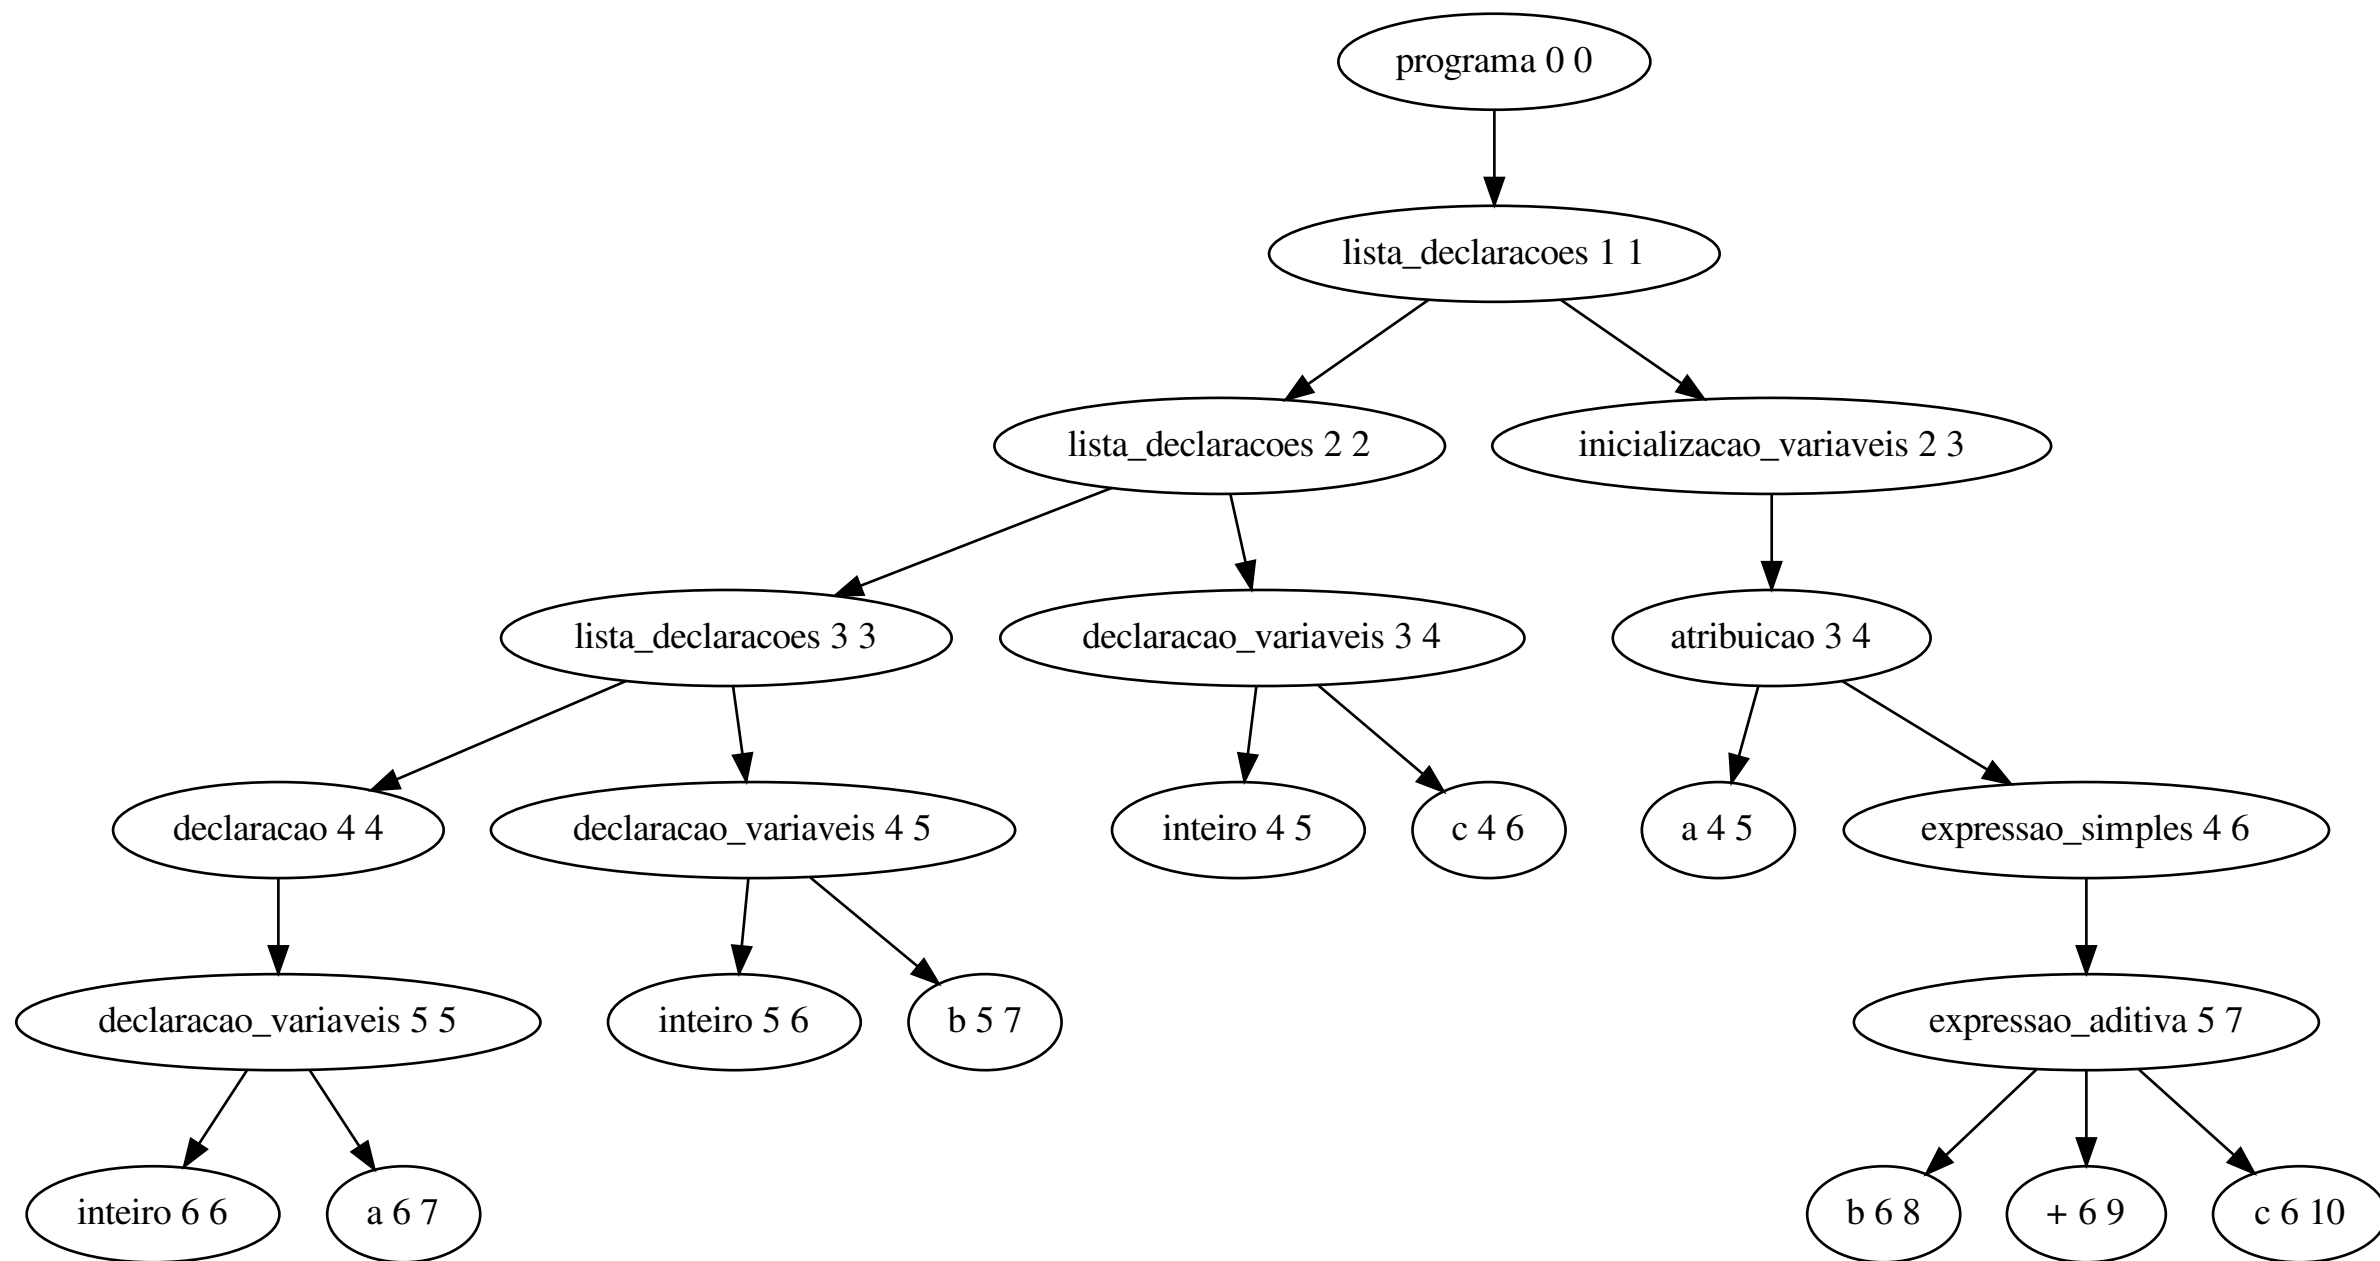 programa 0 0
lista_declaracoes 1 1
lista_declaracoes 2 2
inicializacao_variaveis 2 3
lista_declaracoes 3 3
declaracao_variaveis 3 4
atribuicao 3 4
declaracao 4 4
declaracao_variaveis 4 5
inteiro 4 5
c 4 6
a 4 5
expressao_simples 4 6
declaracao_variaveis 5 5
inteiro 5 6
b 5 7
expressao_aditiva 5 7
inteiro 6 6
a 6 7
b 6 8
+ 6 9
c 6 10